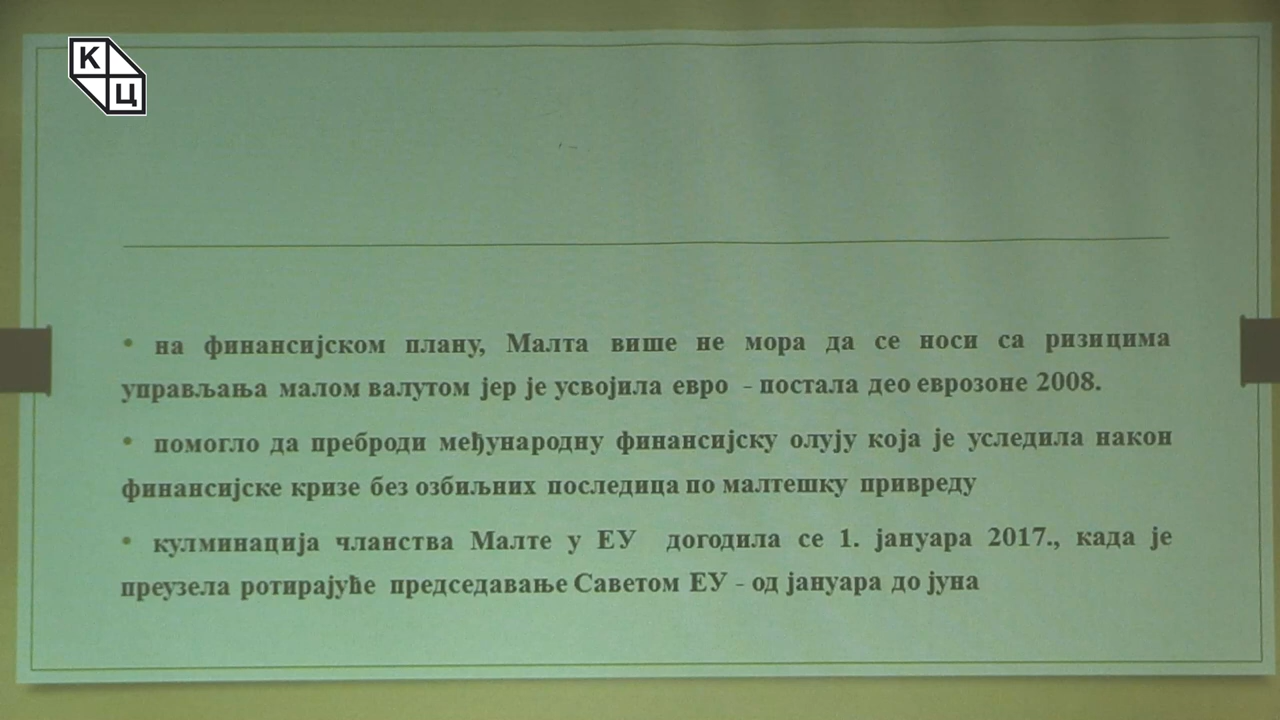 К
Ц
• на финансијском плану, Малта више не мора да се носи са ризицима
управљања малом валутом јер је усвојила евро - постала део еврозоне 2008.
• помогло да преброди међународну финансијску олују која је уследила након
финансијске кризе без озбиљних последица по малтешку привреду
• кулминација чланства Малте у ЕУ догодила се 1. јануара 2017., када је
преузела ротирајуће председавање Саветом ЕУ - од јануара до јуна